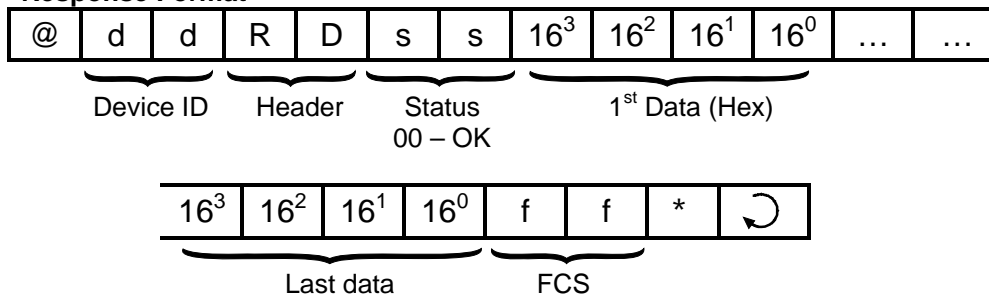 Response Format
@ d d R D s s 16³ 16² 16¹ 16⁰ … …
Device ID Header Status 1st Data (Hex)
00 – OK
16³ 16² 16¹ 16⁰ f f *
Last data FCS